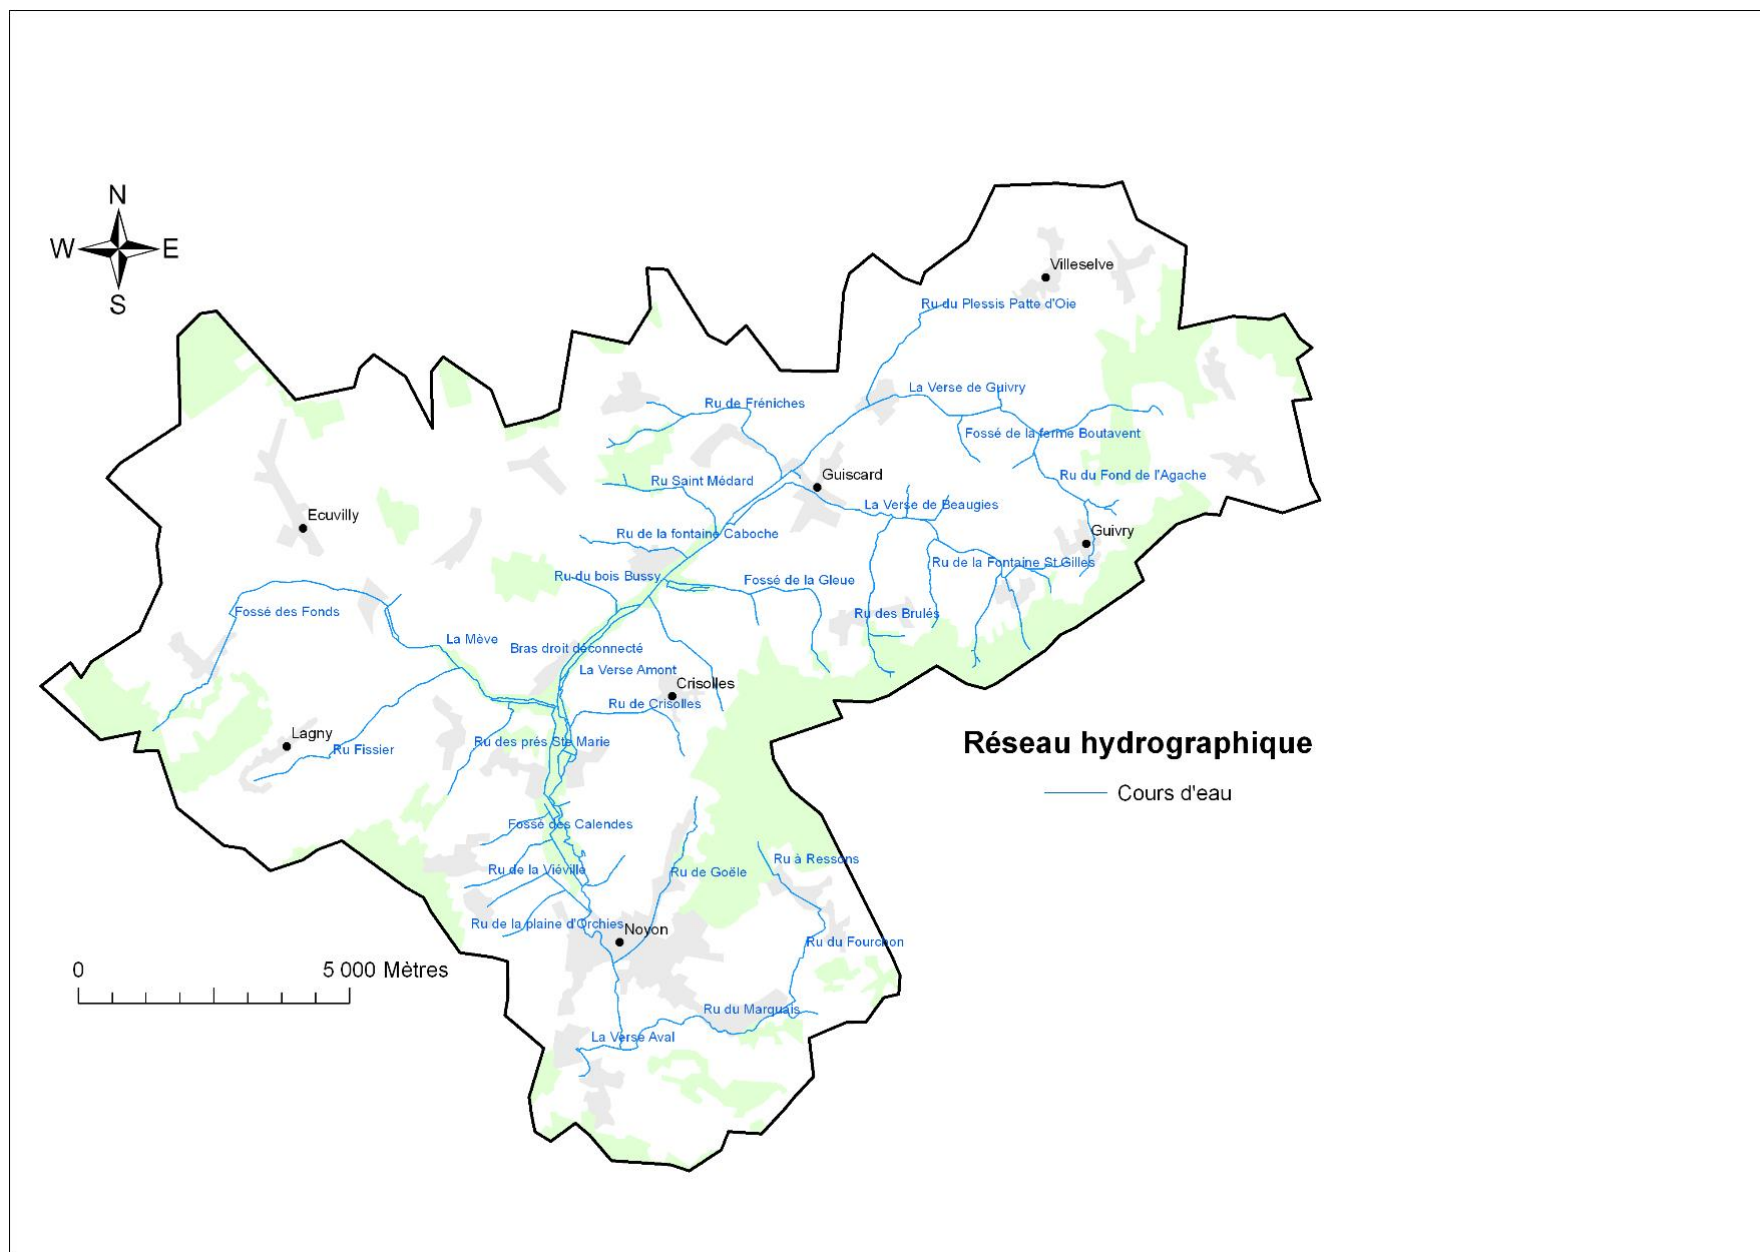 N
W E
S
Villeselve
Ru du Plessis Patte d'Oie
La Verse de Guivry
Ru de Fréniches
Fossé de la ferme Boutavent
Guiscard
Ru du Fond de l'Agache
Ru Saint Médard
La Verse de Beaugies
Ecuvilly
Guivry
Ru de la fontaine Caboche
Ru de la Fontaine St Gilles
Ru du bois Bussy
Fossé de la Gleue
Fossé des Fonds
Ru des Brulés
La Mève
Bras droit déconnecté
La Verse Amont
Crisolles
Ru de Crisolles
Lagny
Ru Fissier
Ru des prés Ste Marie
Réseau hydrographique
Cours d'eau
Fossé des Calendes
Ru à Ressons
Ru de la Viéville
Ru de Goële
Ru de la plaine d'Orchies
Noyon
Ru du Fourchon
0 5 000 Mètres
Ru du Marquais
La Verse Aval